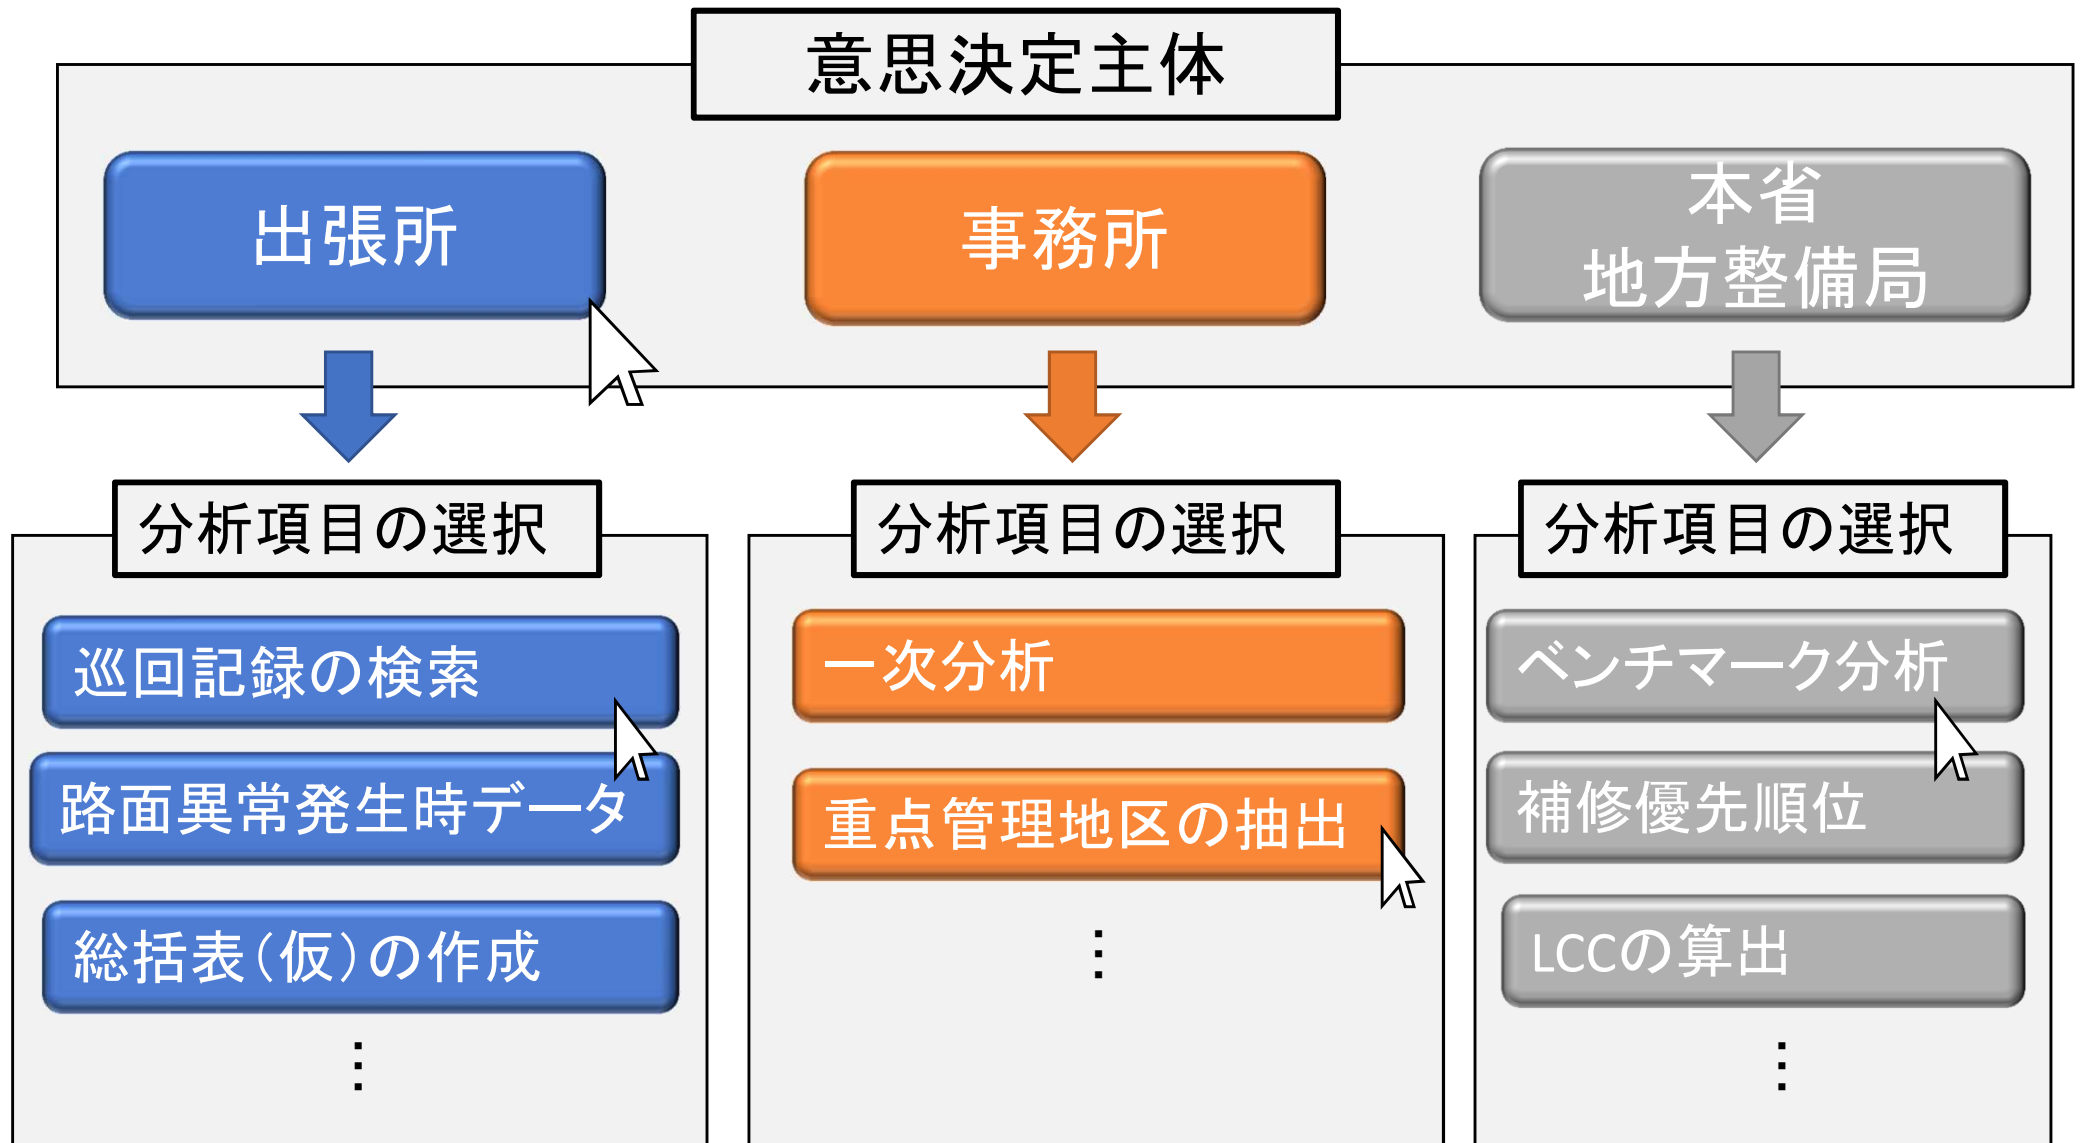 意思決定主体
出張所
事務所
本省
地方整備局
分析項目の選択
巡回記録の検索
路面異常発生時データ
総括表(仮)の作成
⋮
分析項目の選択
一次分析
重点管理地区の抽出
⋮
分析項目の選択
ベンチマーク分析
補修優先順位
LCCの算出
⋮